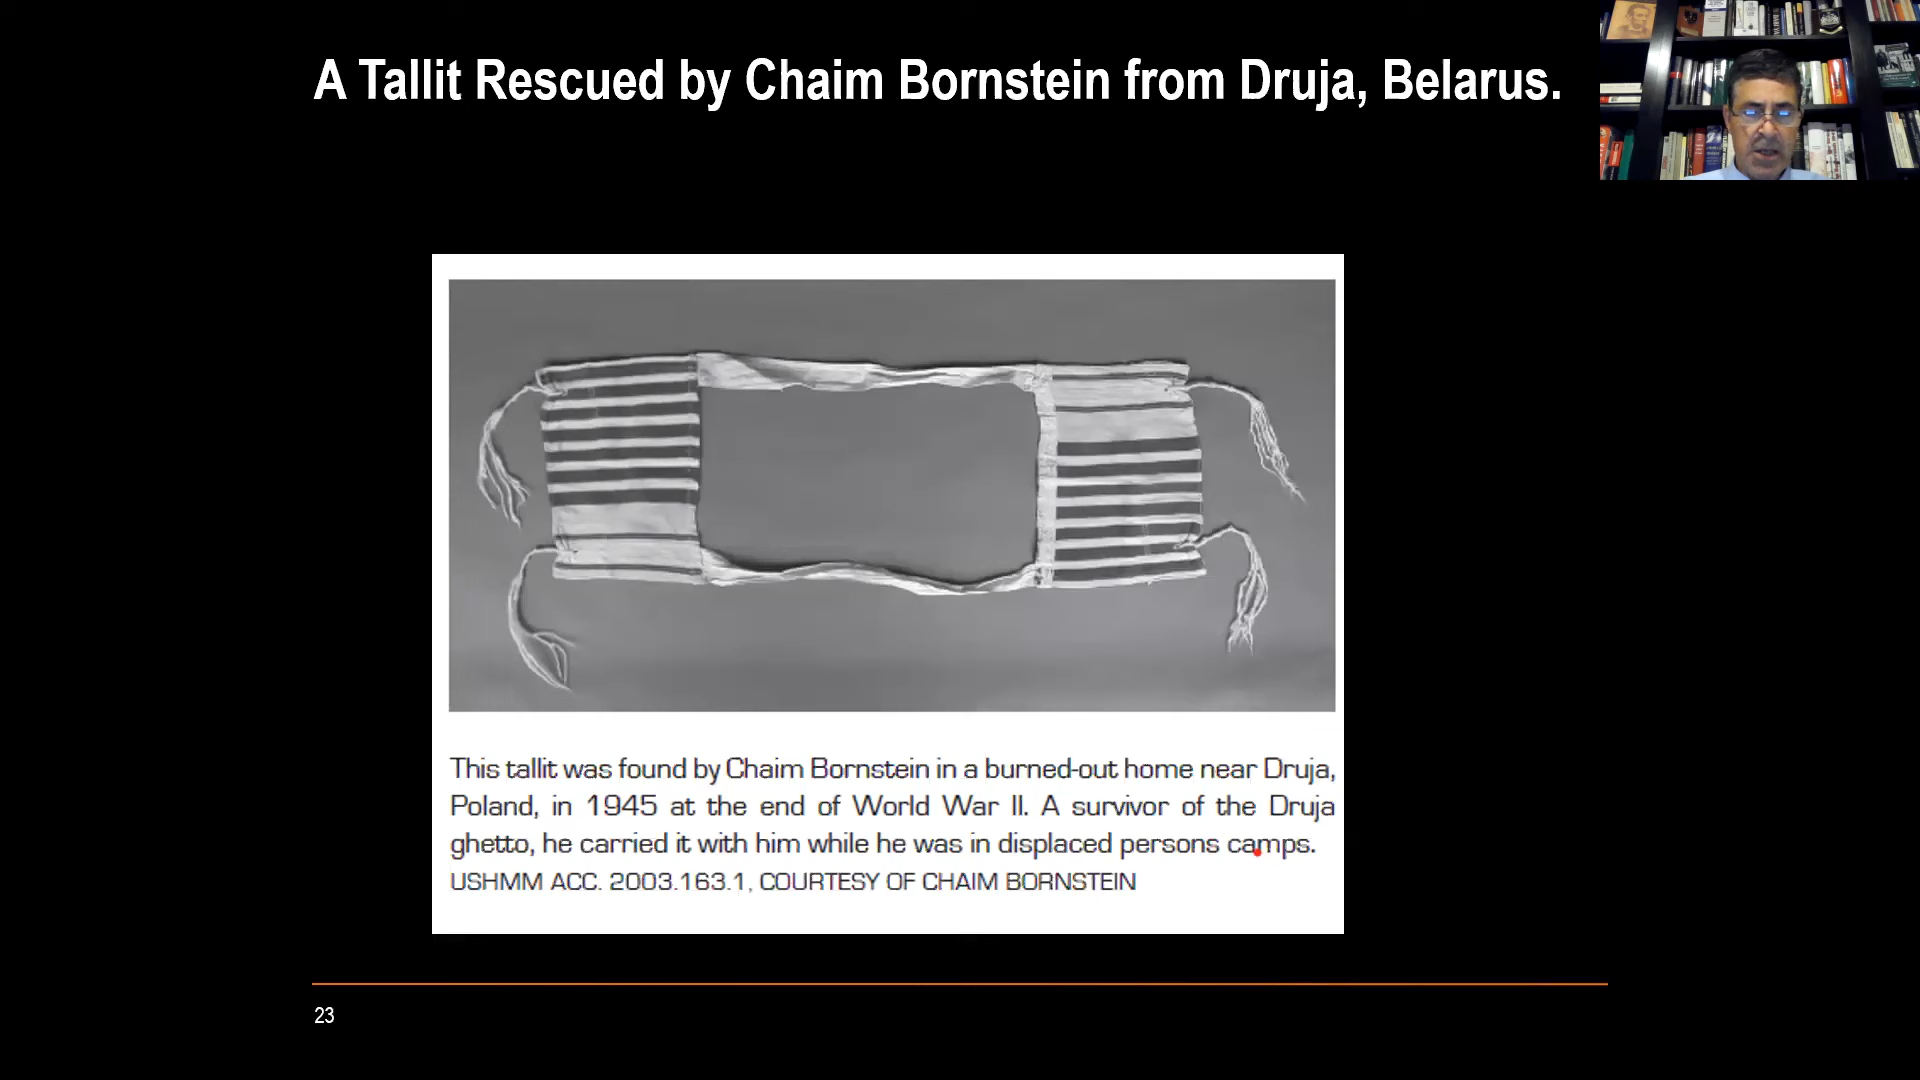 A Tallit Rescued by Chaim Bornstein from Druja, Belarus.
This tallit was found by Chaim Bornstein in a burned-out home near Druja,
Poland, in 1945 at the end of World War II. A survivor of the Druja
ghetto, he carried it with him while he was in displaced persons camps.
USHMM ACC. 2003.163.1, COURTESY OF CHAIM BORNSTEIN
23